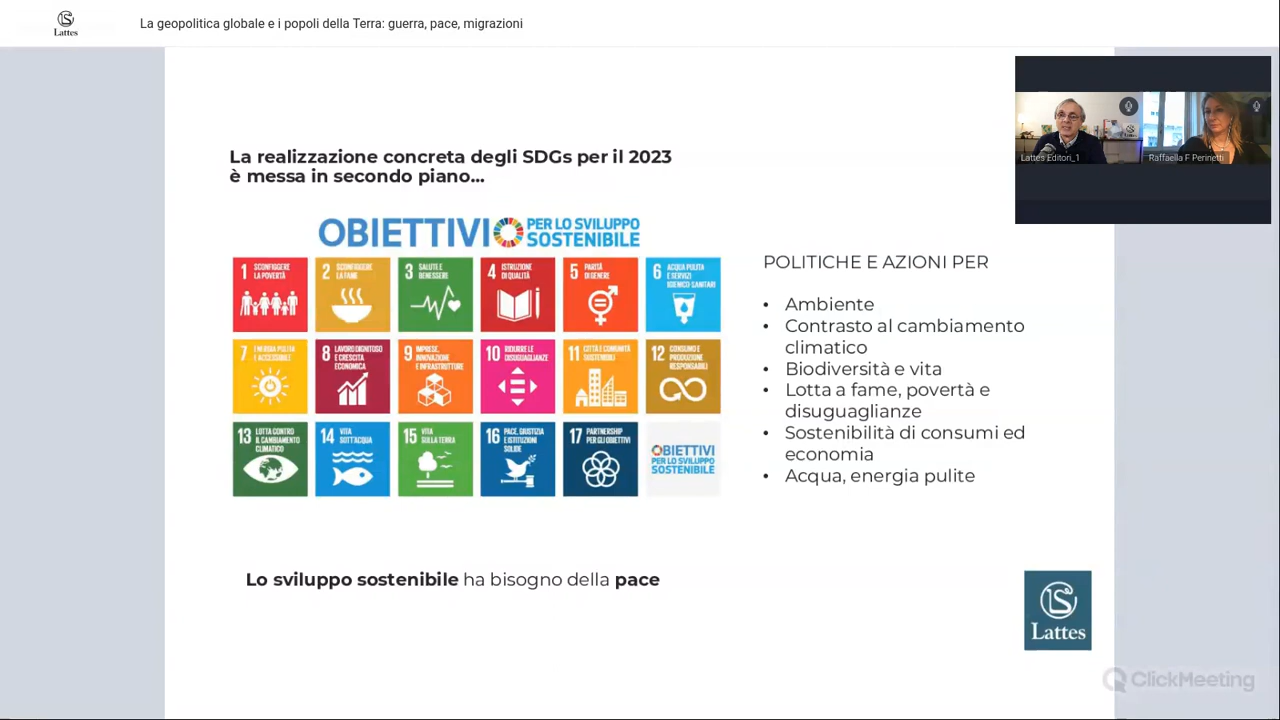 Lattes
La geopolitica globale e i popoli della Terra: guerra, pace, migrazioni
Lattes Editori_1
Raffaella F Perinetti
La realizzazione concreta degli SDGs per il 2023
è messa in secondo piano...
OBIETTIVI PER LO SVILUPPO
SOSTENIBILE
1 SCONFIGGERE
LA POVERTÀ
2 SCONFIGGERE
LA FAME
3 SALUTE E
BENESSERE
4 ISTRUZIONE
DI QUALITÀ
5 PARITÀ
DI GENERE
6 ACQUA PULITA
E SERVIZI
IGIENICO-SANITARI
7 ENERGIA PULITA
E ACCESSIBILE
8 LAVORO DIGNITOSO
E CRESCITA
ECONOMICA
9 IMPRESE,
INNOVAZIONE
E INFRASTRUTTURE
10 RIDURRE LE
DISUGUAGLIANZE
11 CITTÀ E COMUNITÀ
SOSTENIBILI
12 CONSUMO E
PRODUZIONE
RESPONSABILI
13 LOTTA CONTRO
IL CAMBIAMENTO
CLIMATICO
14 VITA
SOTT'ACQUA
15 VITA
SULLA TERRA
16 PACE, GIUSTIZIA
E ISTITUZIONI
SOLIDE
17 PARTNERSHIP
PER GLI OBIETTIVI
OBIETTIVI
PER LO SVILUPPO
SOSTENIBILE
POLITICHE E AZIONI PER
• Ambiente
• Contrasto al cambiamento
climatico
• Biodiversità e vita
• Lotta a fame, povertà e
disuguaglianze
• Sostenibilità di consumi ed
economia
• Acqua, energia pulite
Lo sviluppo sostenibile ha bisogno della pace
Lattes
ClickMeeting